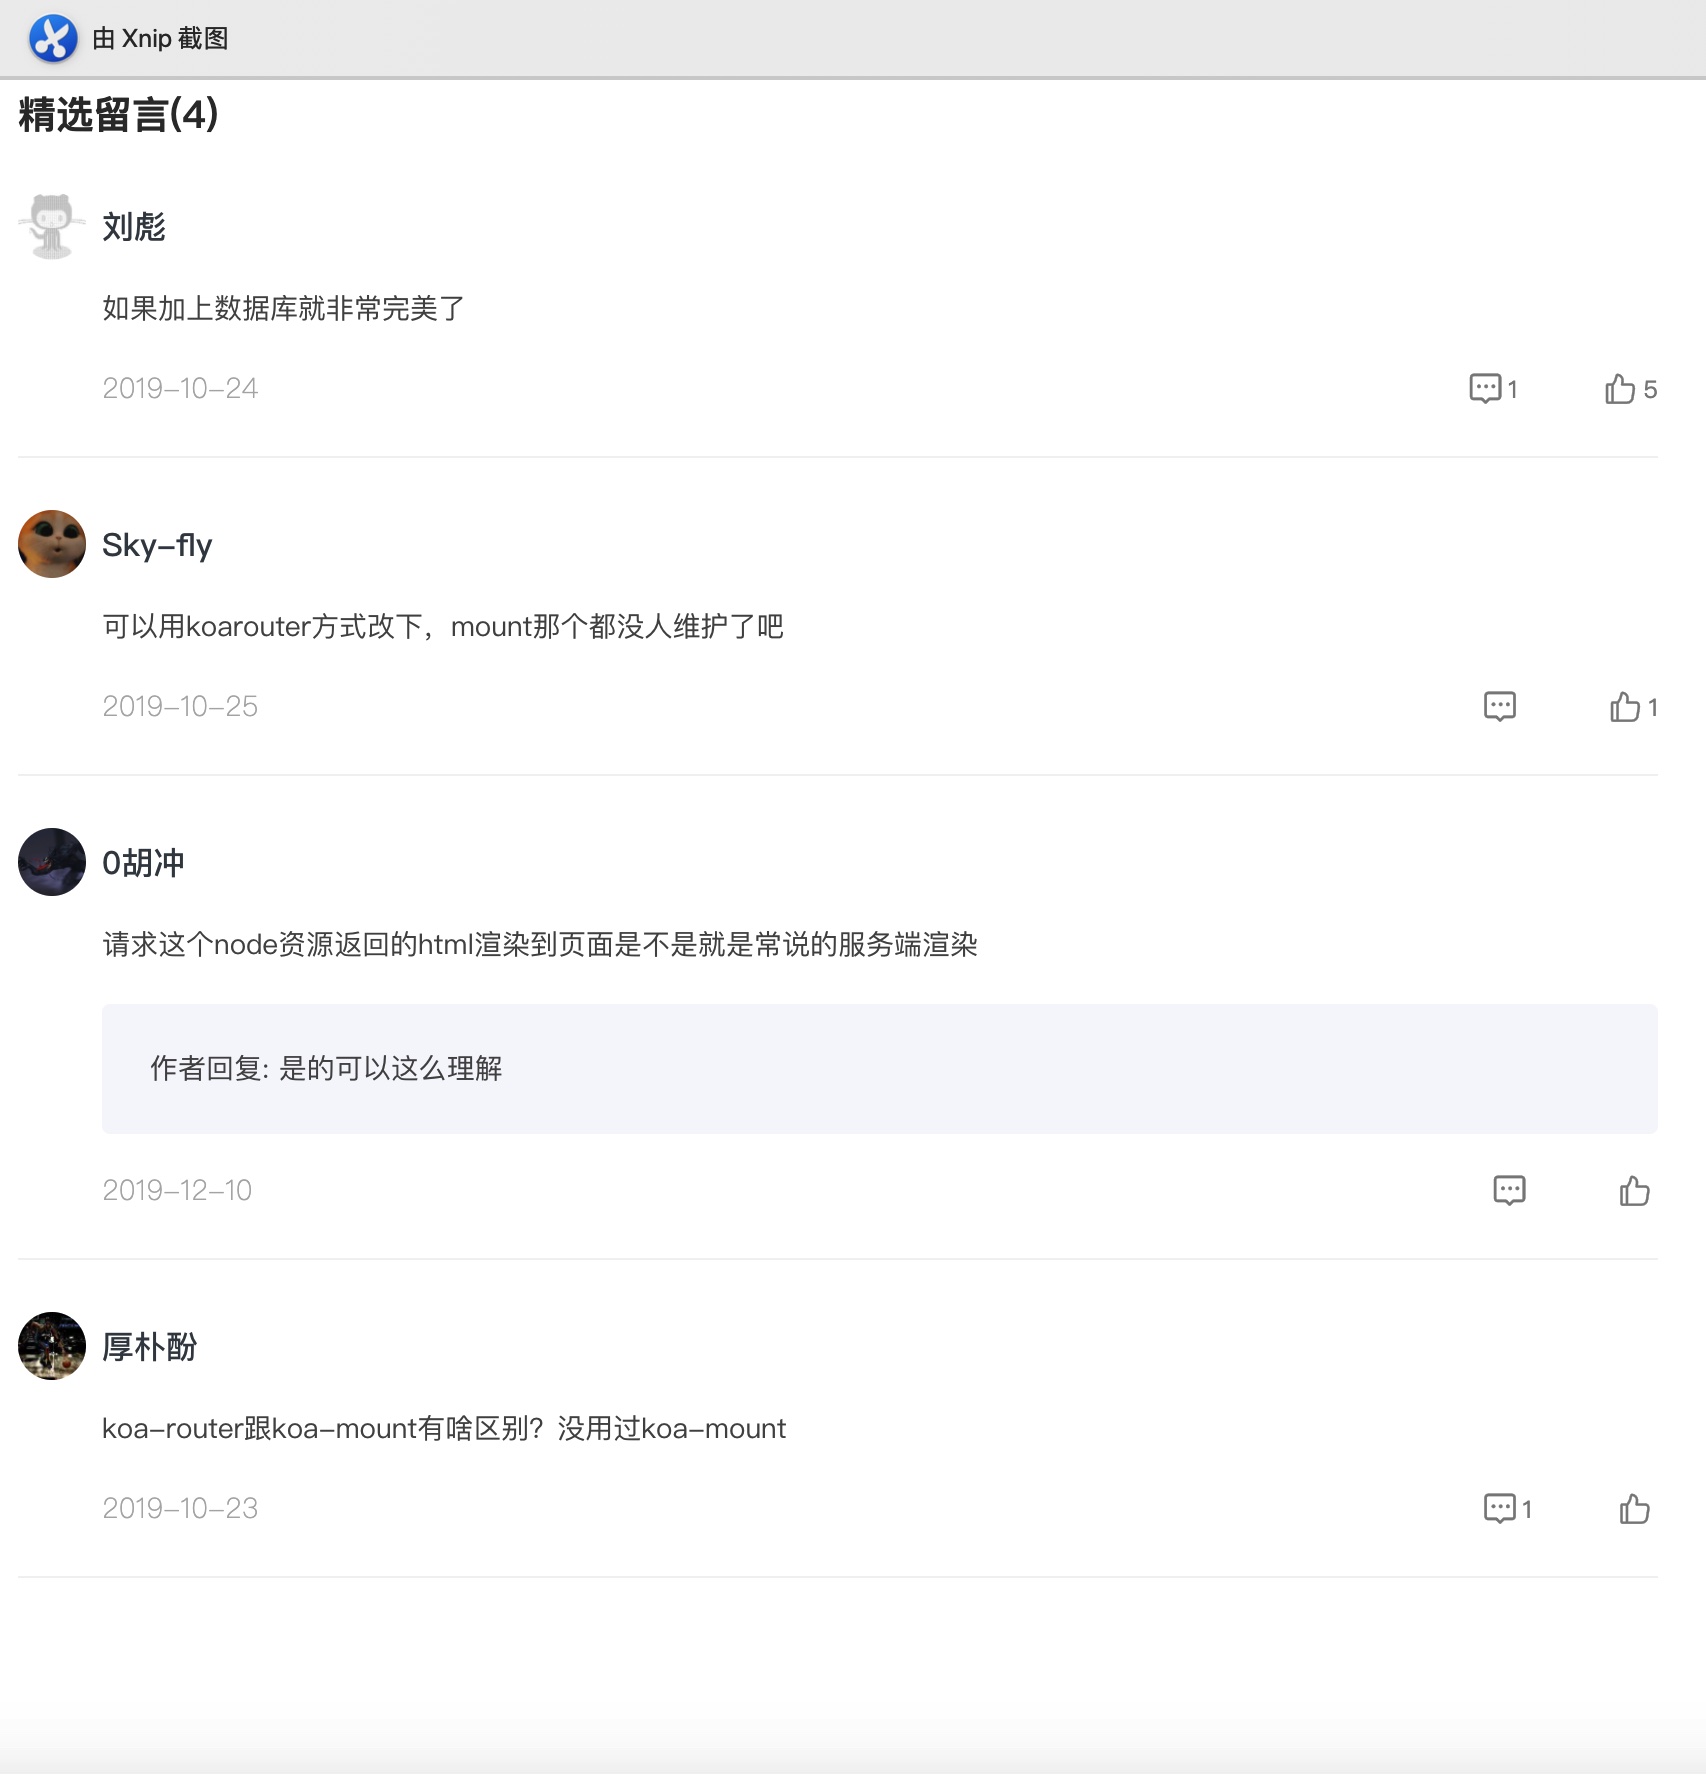 由 Xnip 截图
精选留言(4)
刘彪
如果加上数据库就非常完美了
2019-10-24
1
5
Sky-fly
可以用koarouter方式改下，mount那个都没人维护了吧
2019-10-25
1
0胡冲
请求这个node资源返回的html渲染到页面是不是就是常说的服务端渲染
作者回复: 是的可以这么理解
2019-12-10
厚朴酚
koa-router跟koa-mount有啥区别？没用过koa-mount
2019-10-23
1